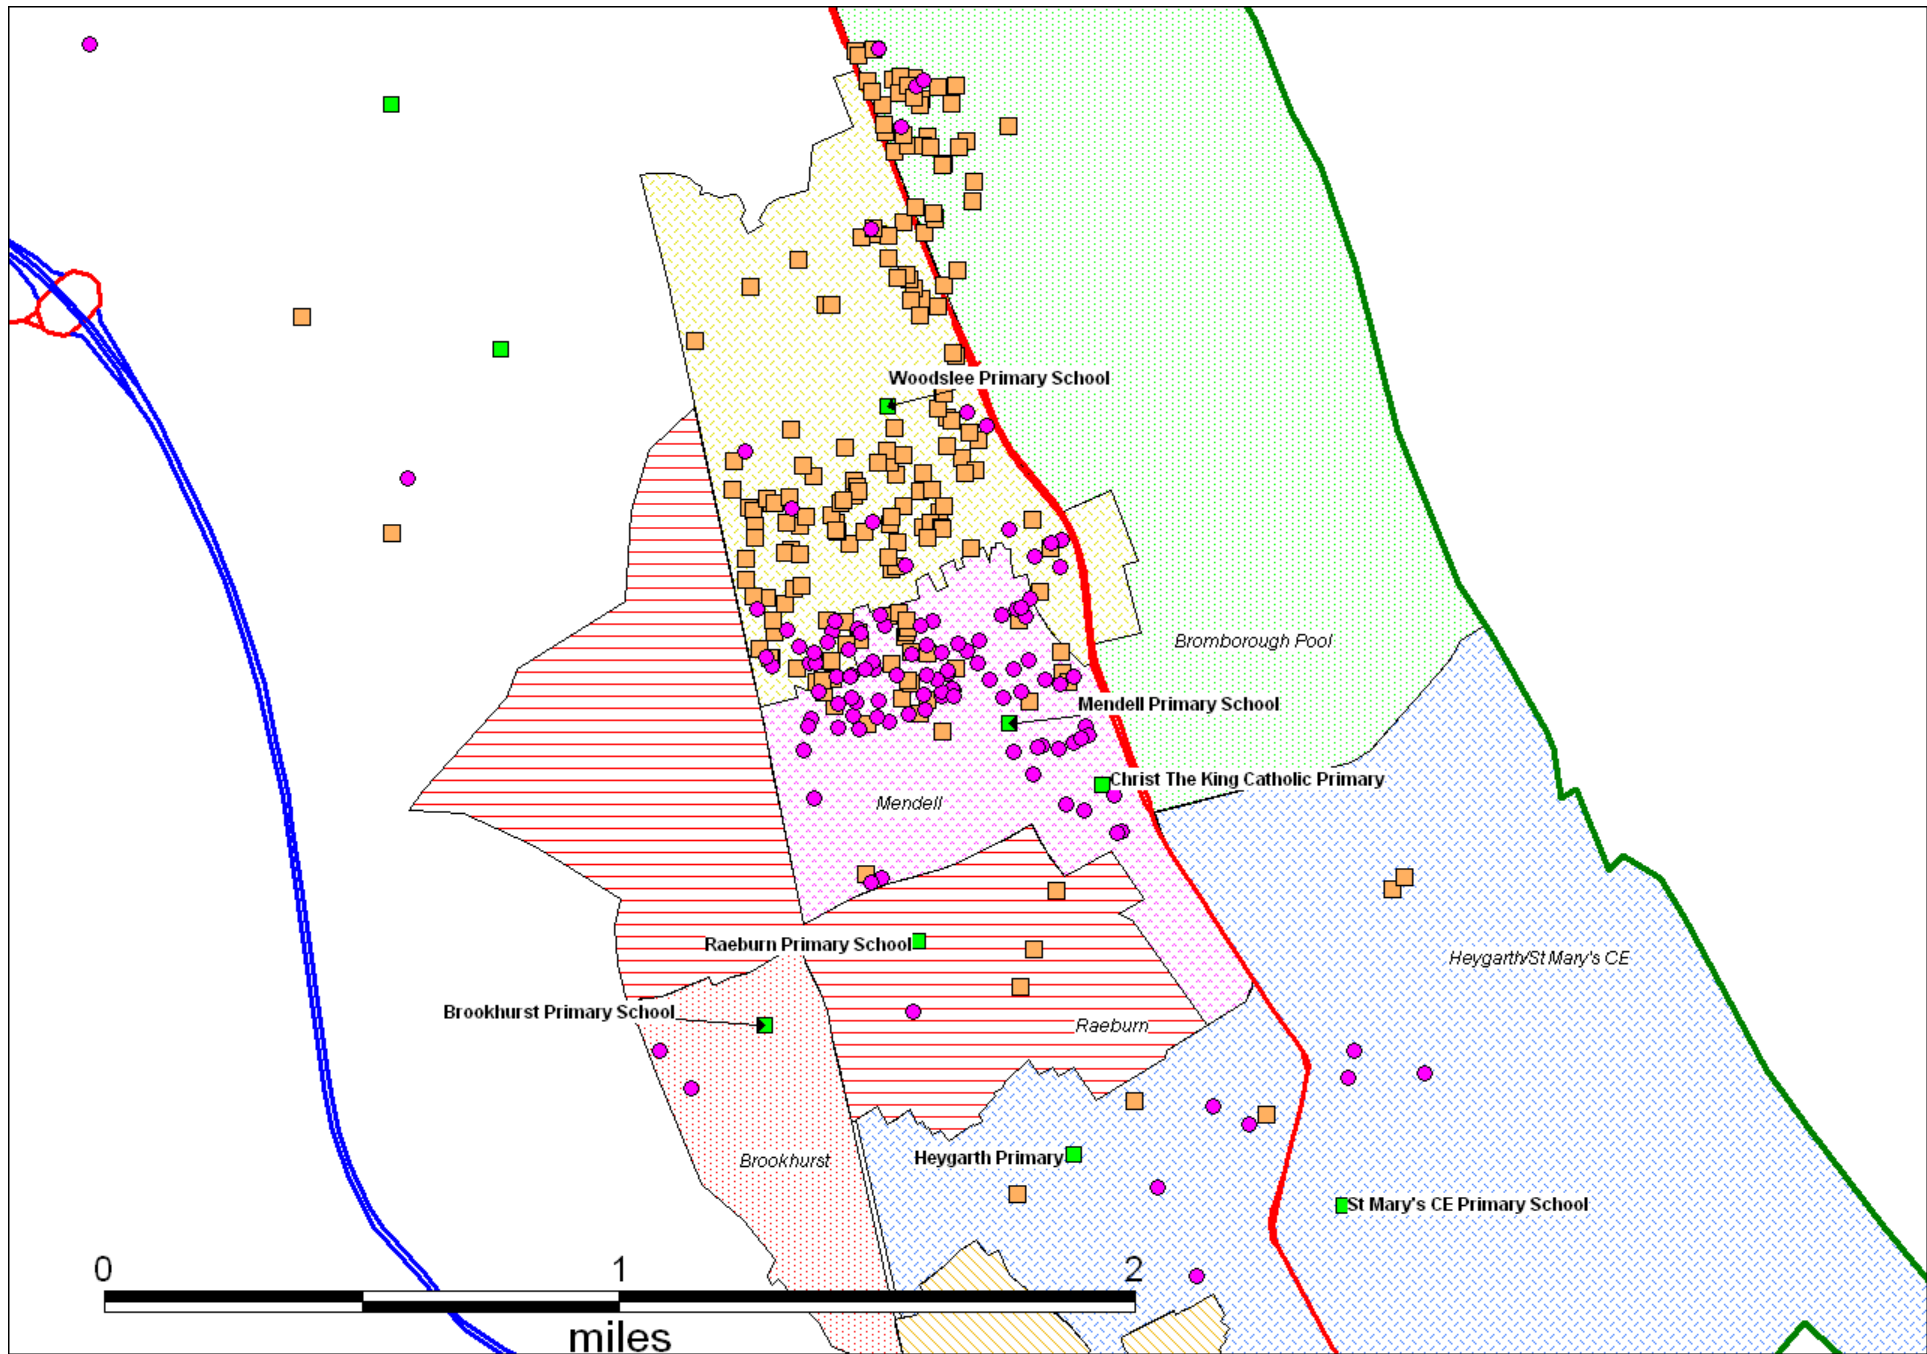 Woodslee Primary School
Bromborough Pool
Mendell Primary School
Christ The King Catholic Primary
Mendell
Raeburn Primary School
Heygarth/St Mary's CE
Brookhurst Primary School
Raeburn
Brookhurst
Heygarth Primary
St Mary's CE Primary School
0 1 2
miles